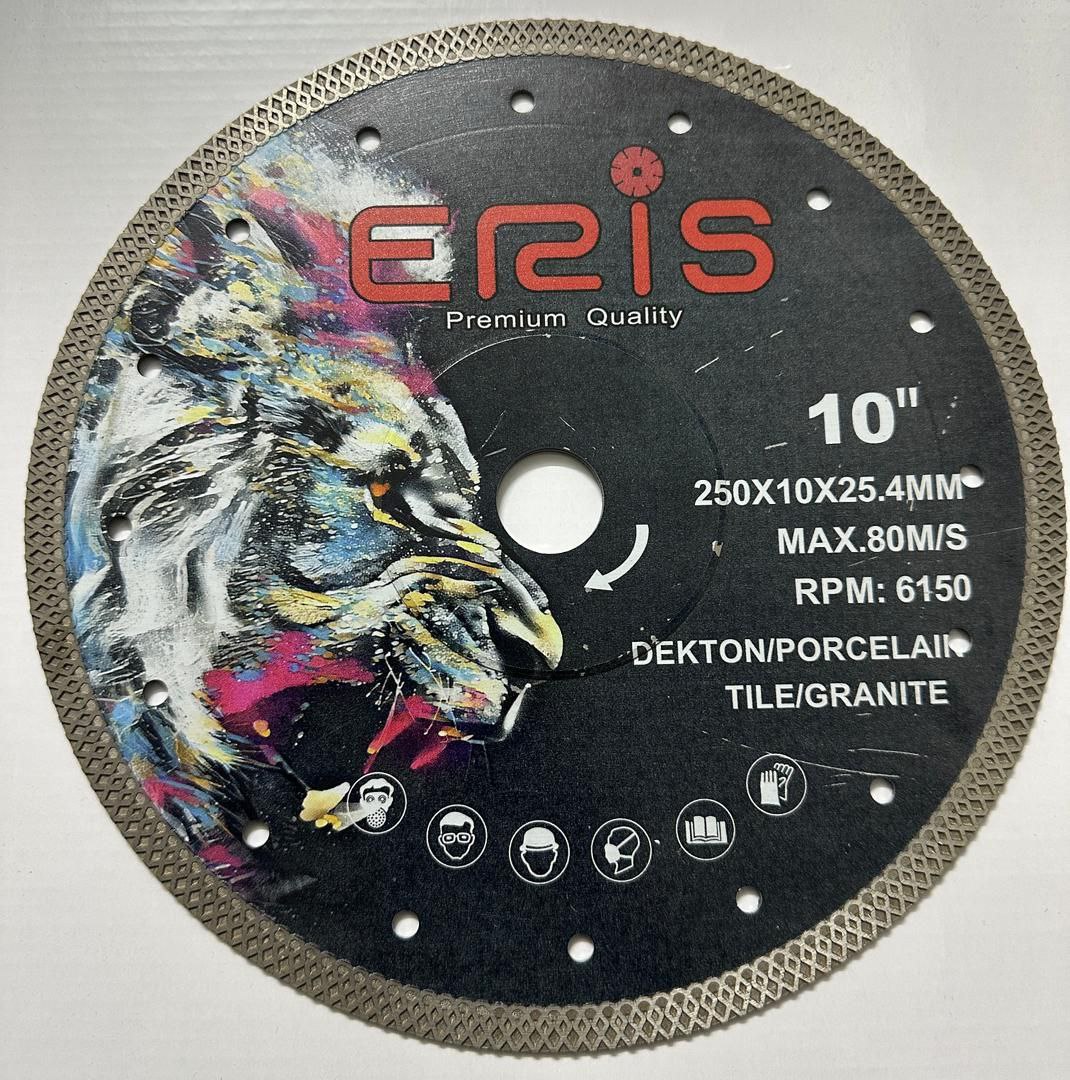 ERIS
Premium Quality
10"
250X10X25.4MM
MAX.80M/S
RPM: 6150
DEKTON/PORCELAIN
TILE/GRANITE